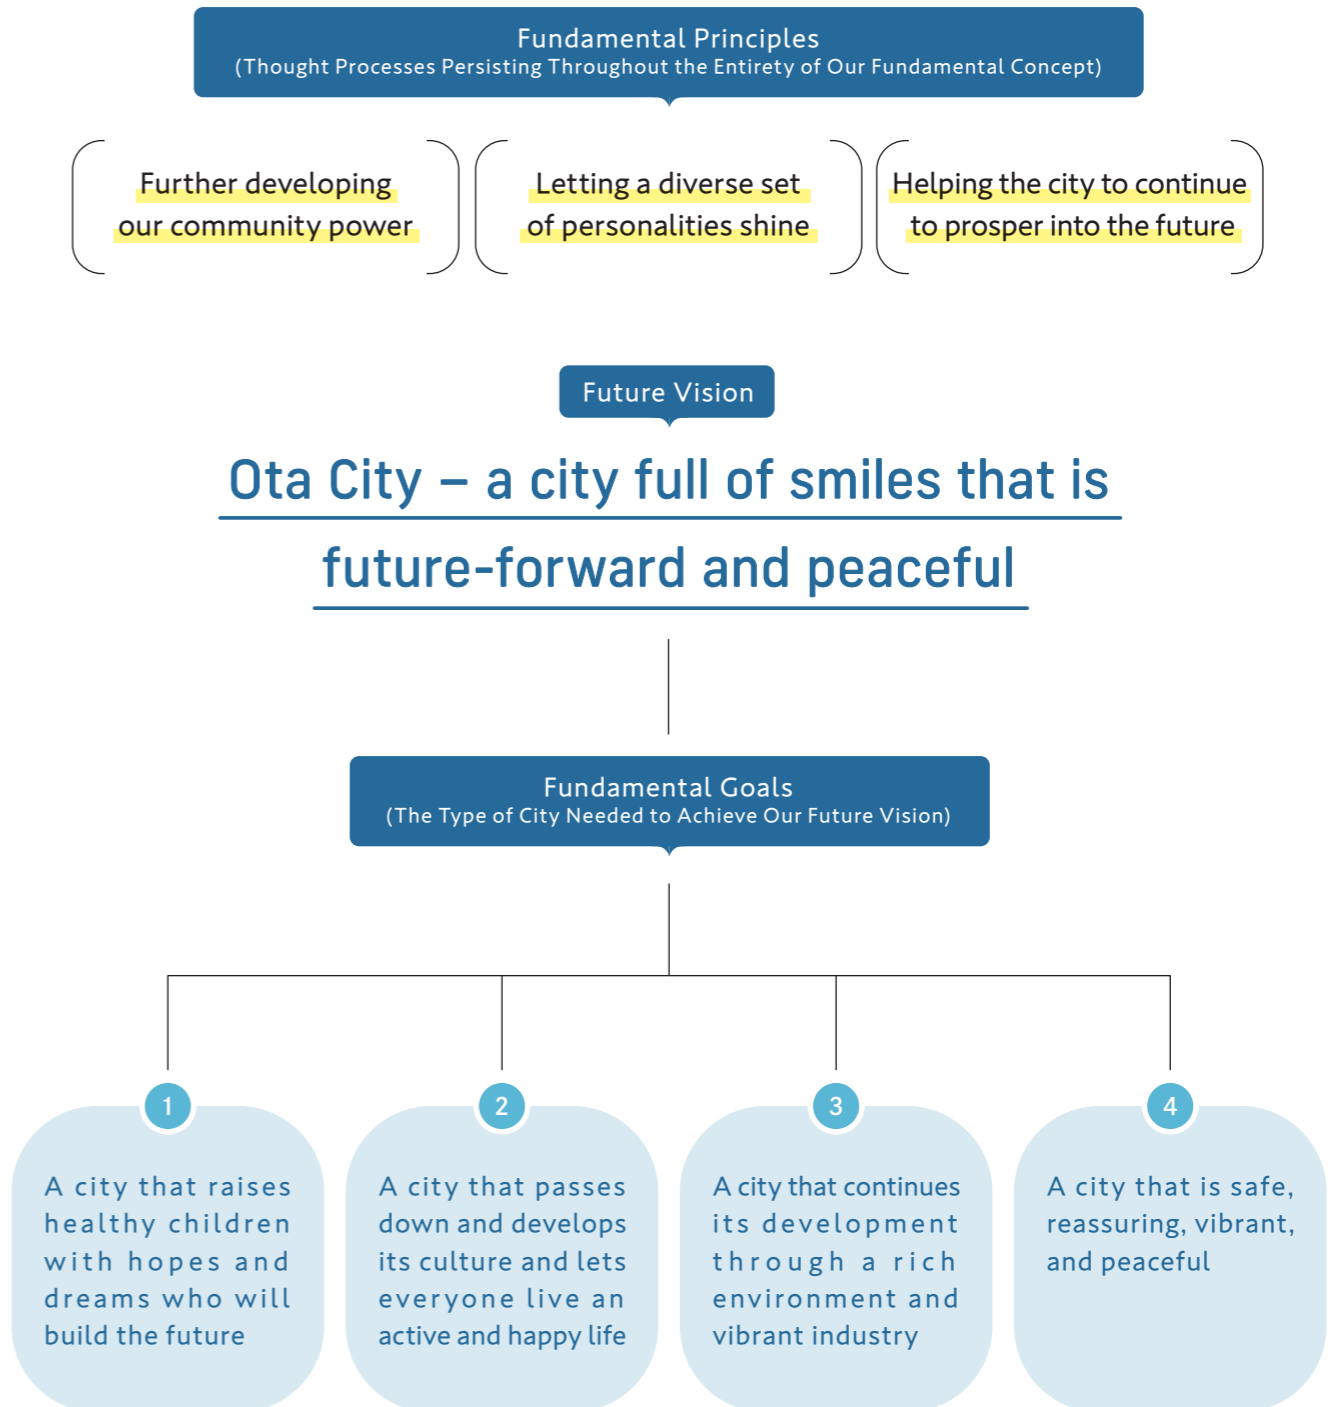 Fundamental Principles
(Thought Processes Persisting Throughout the Entirety of Our Fundamental Concept)
Further developing
our community power
Letting a diverse set
of personalities shine
Helping the city to continue
to prosper into the future
Future Vision
Ota City – a city full of smiles that is
future-forward and peaceful
Fundamental Goals
(The Type of City Needed to Achieve Our Future Vision)
1
A city that raises
healthy children
with hopes and
dreams who will
build the future
2
A city that passes
down and develops
its culture and lets
everyone live an
active and happy life
3
A city that continues
its development
through a rich
environment and
vibrant industry
4
A city that is safe,
reassuring, vibrant,
and peaceful